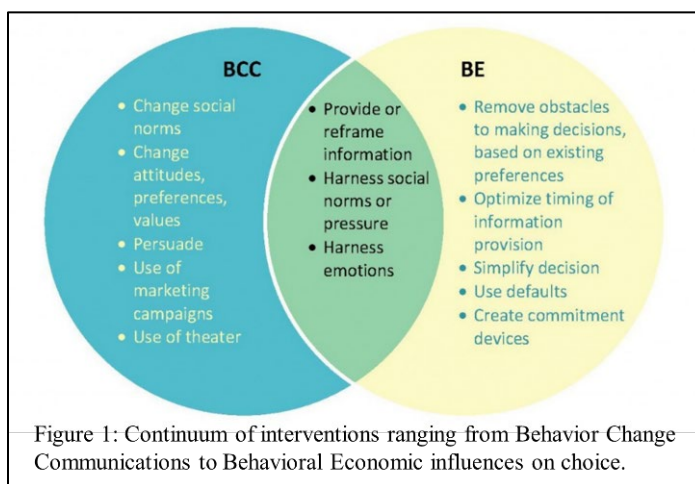 BCC
• Change social
norms
• Change
attitudes,
preferences,
values
• Persuade
• Use of
marketing
campaigns
• Use of theater
• Provide or
reframe
information
• Harness social
norms or
pressure
• Harness
emotions
BE
• Remove obstacles
to making decisions,
based on existing
preferences
• Optimize timing of
information
provision
• Simplify decision
• Use defaults
• Create commitment
devices
Figure 1: Continuum of interventions ranging from Behavior Change
Communications to Behavioral Economic influences on choice.